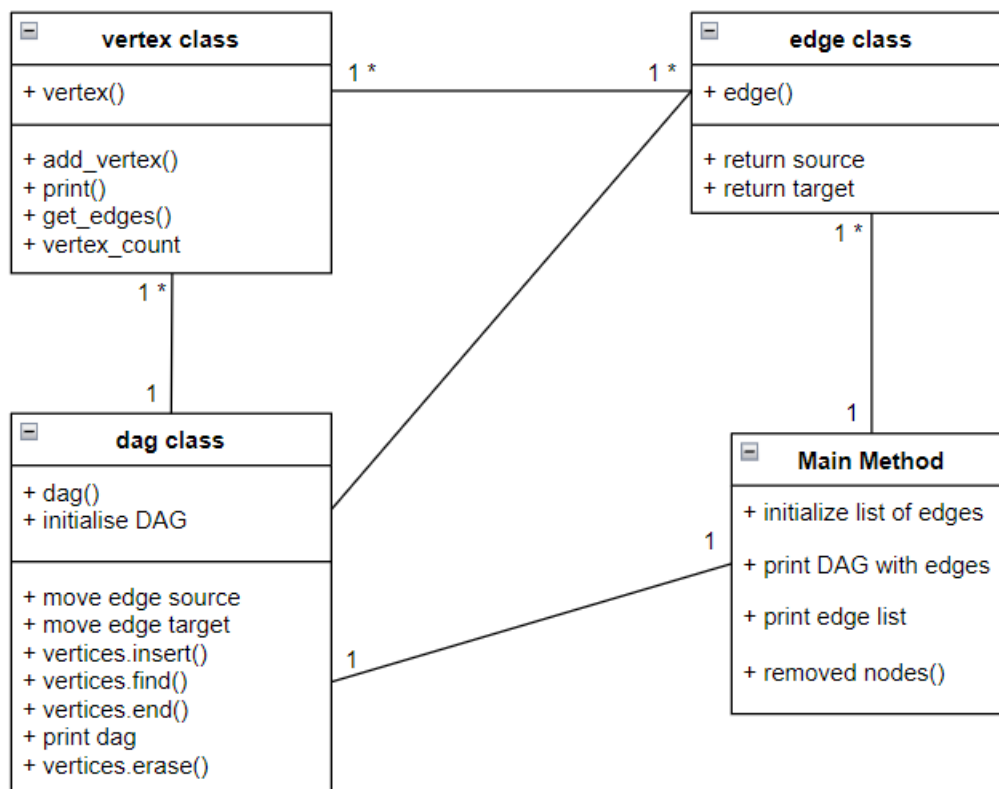 vertex class
+ vertex()
+ add_vertex()
+ print()
+ get_edges()
+ vertex_count
1 *
1 *
edge class
+ edge()
+ return source
+ return target
1 *
1
1 *
1
dag class
+ dag()
+ initialise DAG
+ move edge source
+ move edge target
+ vertices.insert()
+ vertices.find()
+ vertices.end()
+ print dag
+ vertices.erase()
1
1
Main Method
+ initialize list of edges
+ print DAG with edges
+ print edge list
+ removed nodes()